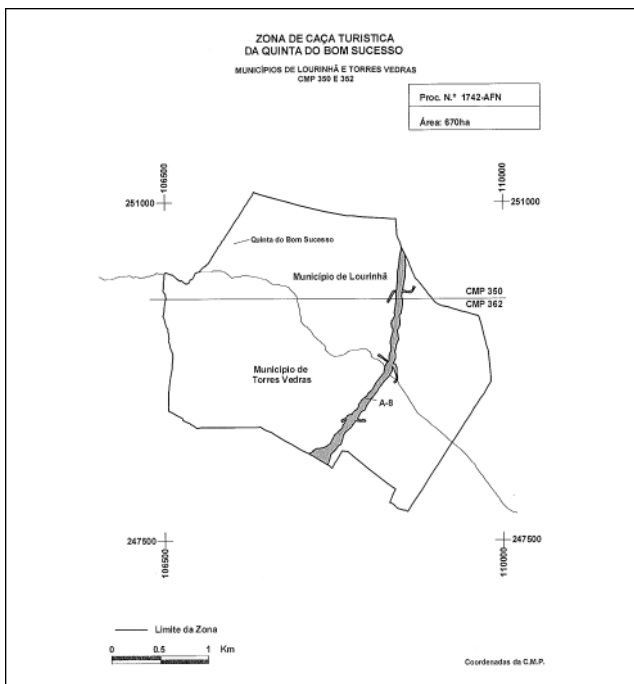 ZONA DE CAÇA TURISTICA
DA QUINTA DO BOM SUCESSO
MUNICÍPIOS DE LOURINHÃ E TORRES VEDRAS
CMP 350 E 352
Proc. N.º 1742-AFN
Área: 670ha
106500
110000
251000
251000
Quinta do Bom Sucesso
Município de Lourinhã
CMP 350
CMP 362
Município de
Torres Vedras
A-8
247500
247500
106500
110000
Limite da Zona
0 0.5 1 Km
Coordenadas da C.M.P.